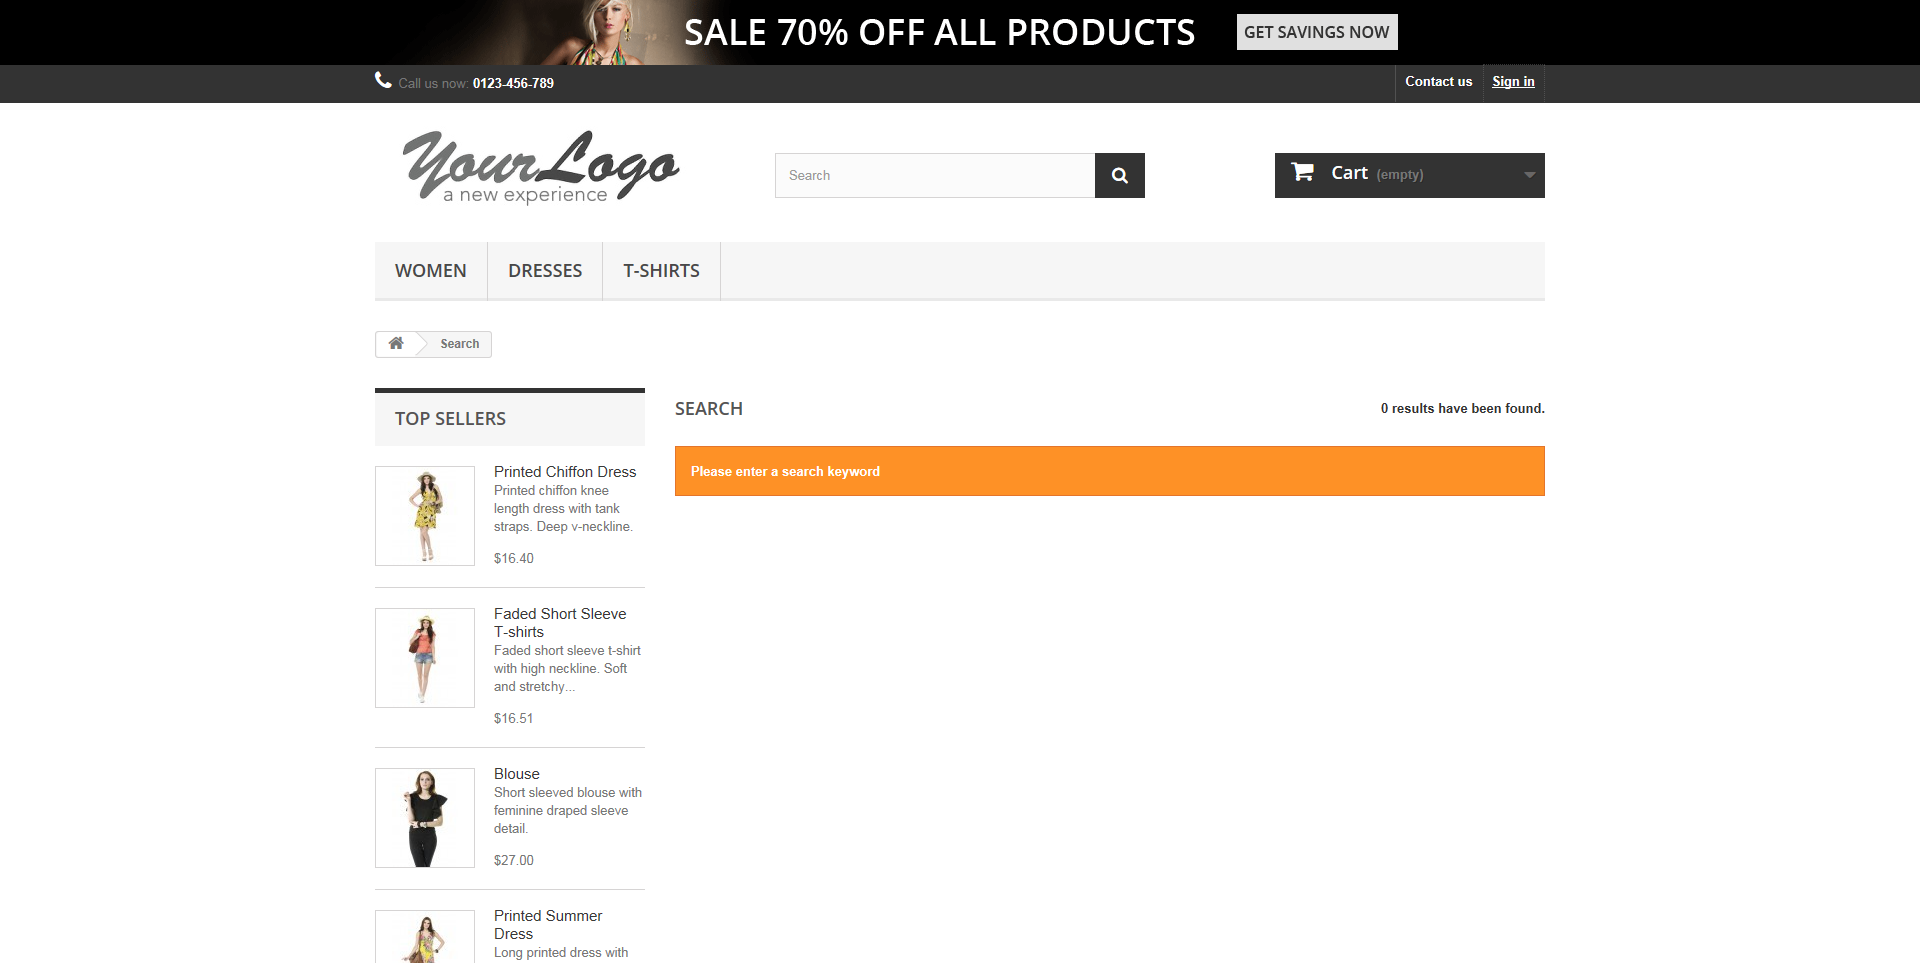 SALE 70% OFF ALL PRODUCTS
GET SAVINGS NOW
Call us now: 0123-456-789
Contact us
Sign in
YourLogo
a new experience
Search
Cart (empty)
WOMEN
DRESSES
T-SHIRTS
Search
TOP SELLERS
Printed Chiffon Dress
Printed chiffon knee
length dress with tank
straps. Deep v-neckline.
$16.40
Faded Short Sleeve
T-shirts
Faded short sleeve t-shirt
with high neckline. Soft
and stretchy...
$16.51
Blouse
Short sleeved blouse with
feminine draped sleeve
detail.
$27.00
Printed Summer
Dress
Long printed dress with
SEARCH
0 results have been found.
Please enter a search keyword